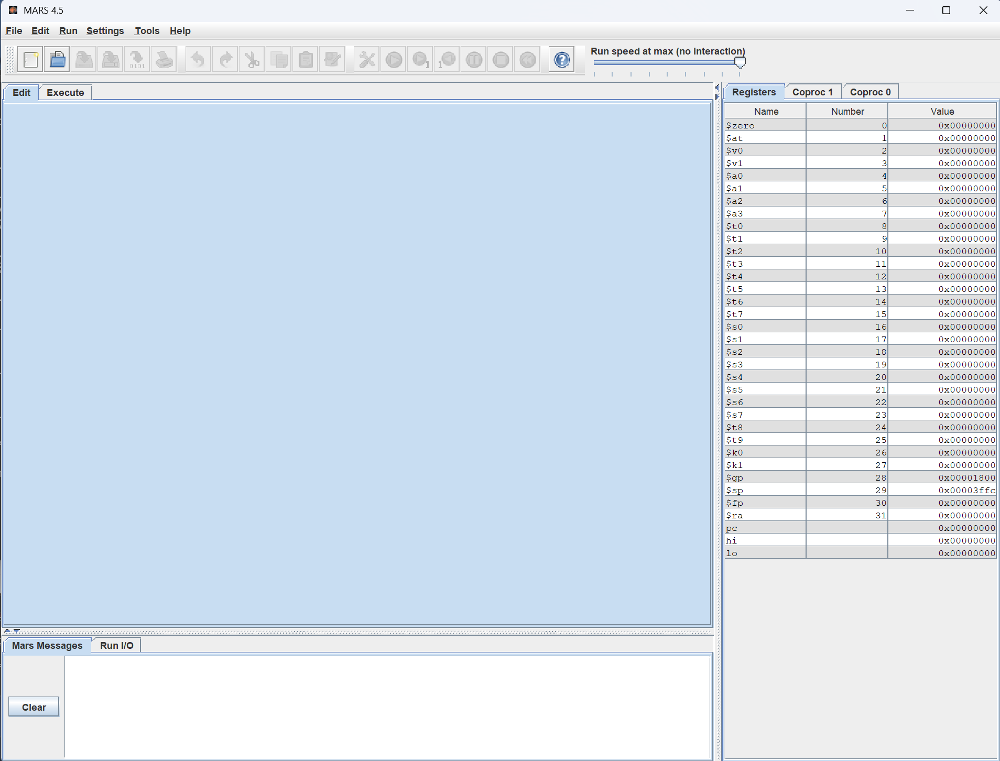 MARS 4.5
File Edit Run Settings Tools Help
0101
1
1
Run speed at max (no interaction)
Edit Execute
Registers Coproc 1 Coproc 0
Name Number Value
$zero 0 0x00000000
$at 1 0x00000000
$v0 2 0x00000000
$v1 3 0x00000000
$a0 4 0x00000000
$a1 5 0x00000000
$a2 6 0x00000000
$a3 7 0x00000000
$t0 8 0x00000000
$t1 9 0x00000000
$t2 10 0x00000000
$t3 11 0x00000000
$t4 12 0x00000000
$t5 13 0x00000000
$t6 14 0x00000000
$t7 15 0x00000000
$s0 16 0x00000000
$s1 17 0x00000000
$s2 18 0x00000000
$s3 19 0x00000000
$s4 20 0x00000000
$s5 21 0x00000000
$s6 22 0x00000000
$s7 23 0x00000000
$t8 24 0x00000000
$t9 25 0x00000000
$k0 26 0x00000000
$k1 27 0x00000000
$gp 28 0x00001800
$sp 29 0x00003ffc
$fp 30 0x00000000
$ra 31 0x00000000
pc 0x00000000
hi 0x00000000
lo 0x00000000
Mars Messages Run I/O
Clear